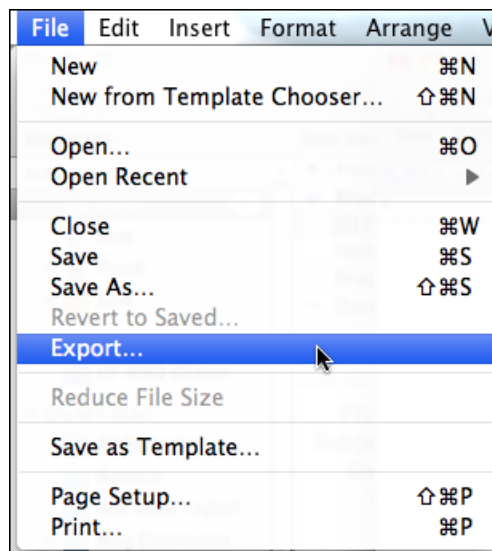 File Edit Insert Format Arrange
New ⌘N
New from Template Chooser... ⇧⌘N
Open... ⌘O
Open Recent ▶
Close ⌘W
Save ⌘S
Save As... ⇧⌘S
Revert to Saved...
Export...
Reduce File Size
Save as Template...
Page Setup... ⇧⌘P
Print... ⌘P